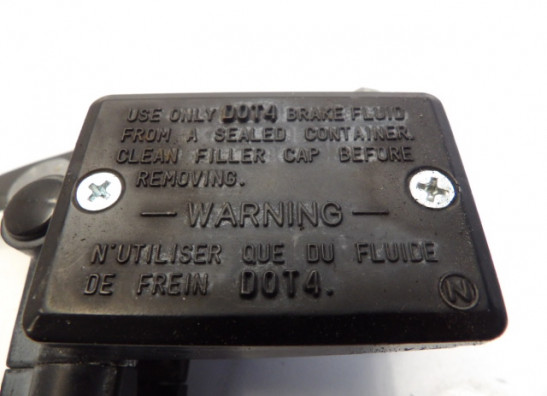 USE ONLY DOT4 BRAKE FLUID
FROM A SEALED CONTAINER.
CLEAN FILLER CAP BEFORE
REMOVING.
— WARNING —
N'UTILISER QUE DU FLUIDE
DE FREIN DOT4.
N